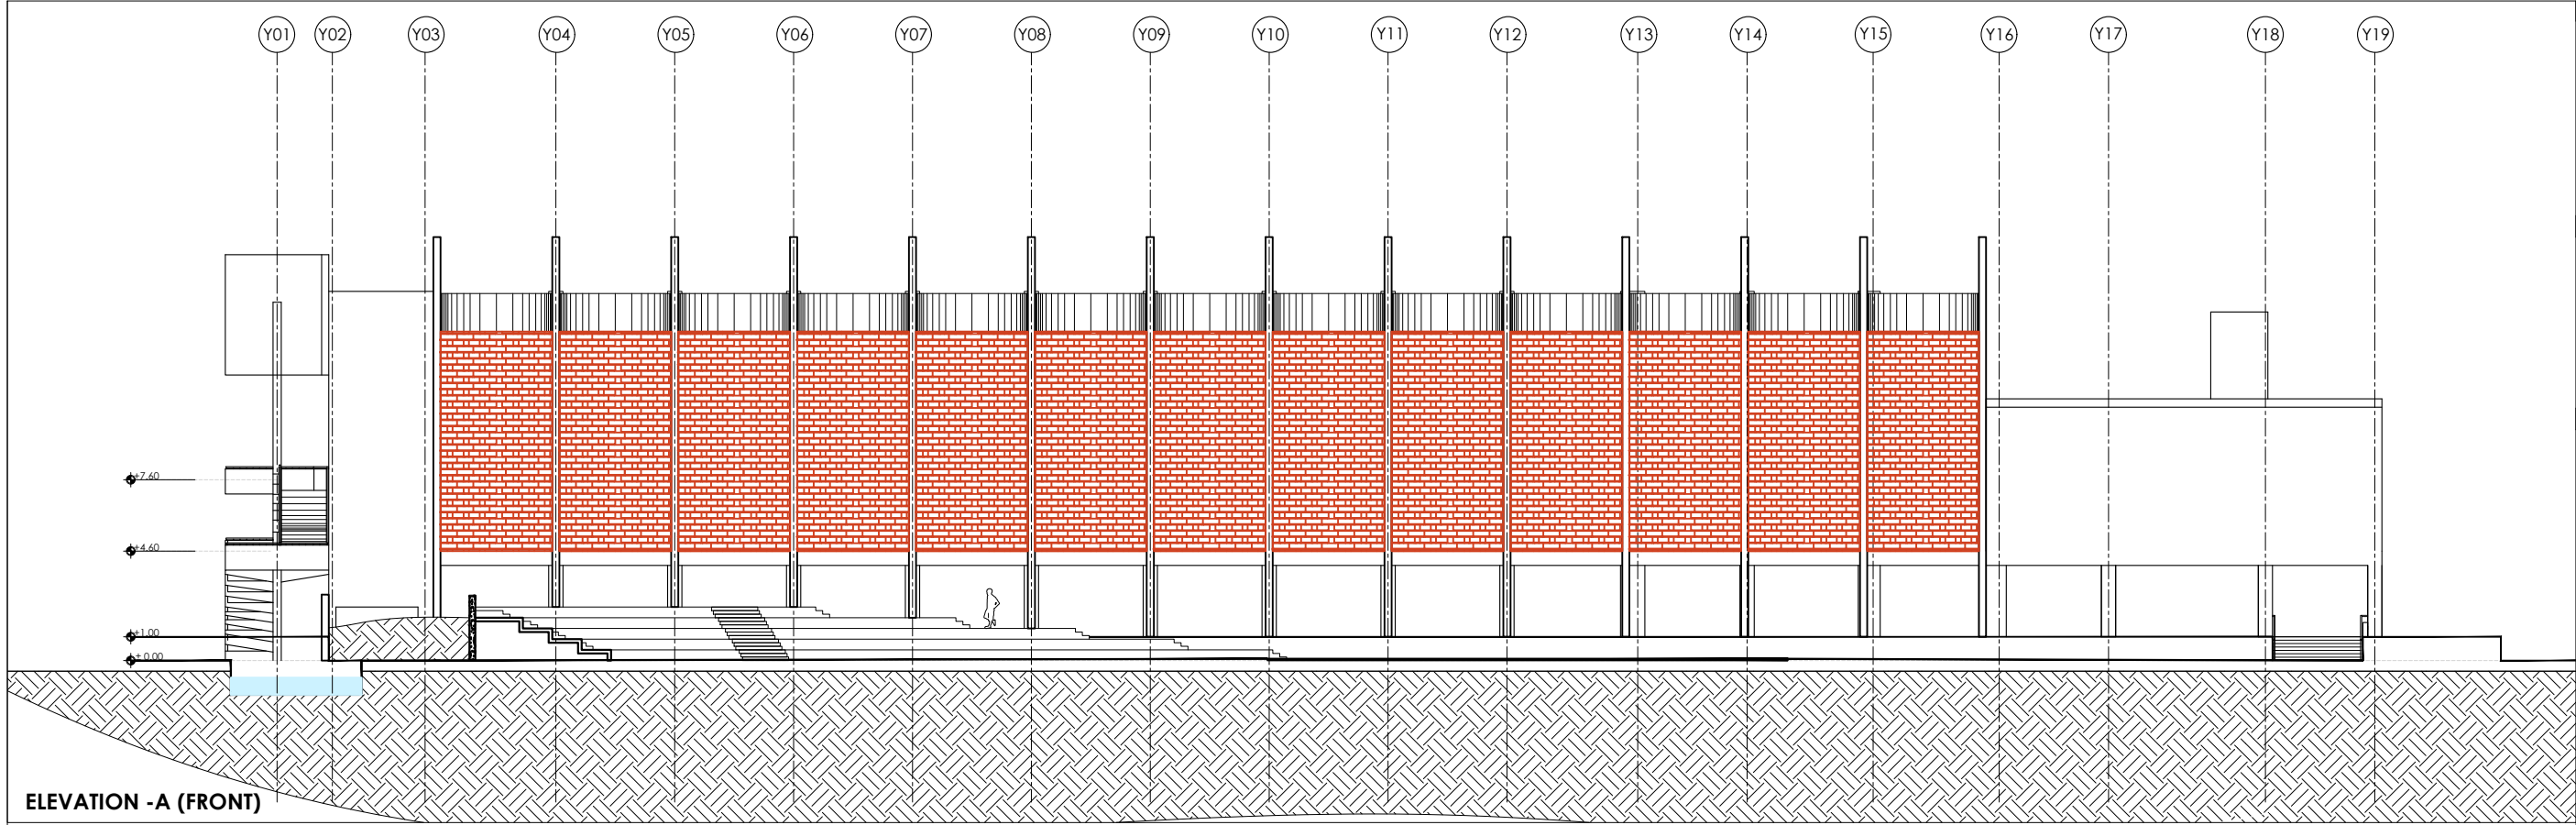 Y01 Y02 Y03 Y04 Y05 Y06 Y07 Y08 Y09 Y10 Y11 Y12 Y13 Y14 Y15 Y16 Y17 Y18 Y19
+7.60
+4.60
+1.00
± 0.00
ELEVATION -A (FRONT)